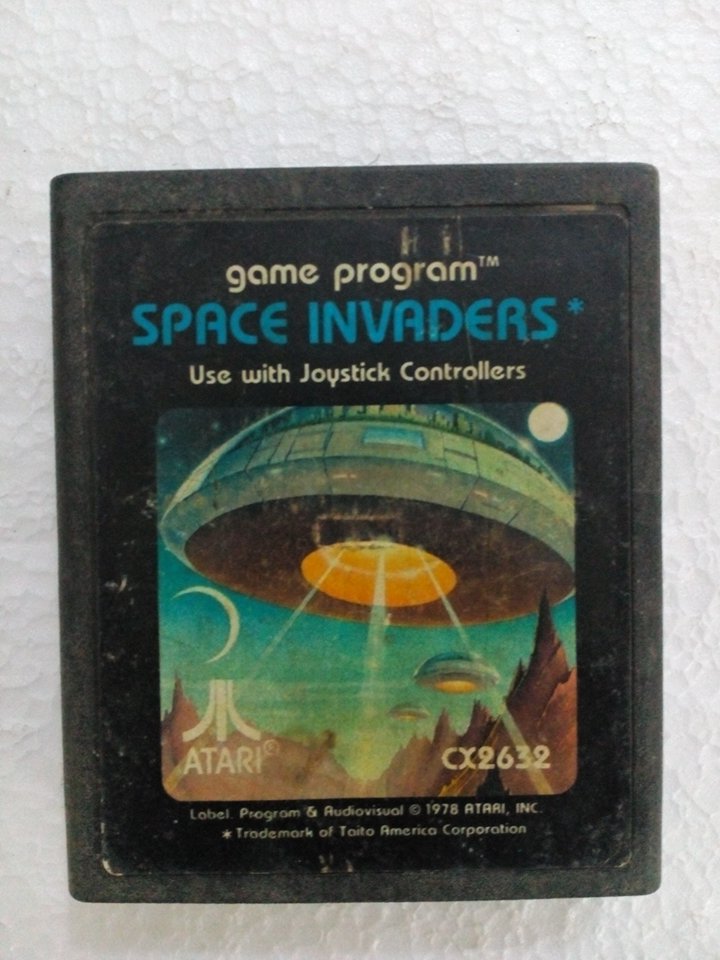 game program™
SPACE INVADERS*
Use with Joystick Controllers
ATARI®
CX2632
Label, Program & Audiovisual © 1978 ATARI, INC.
*Trademark of Taito America Corporation